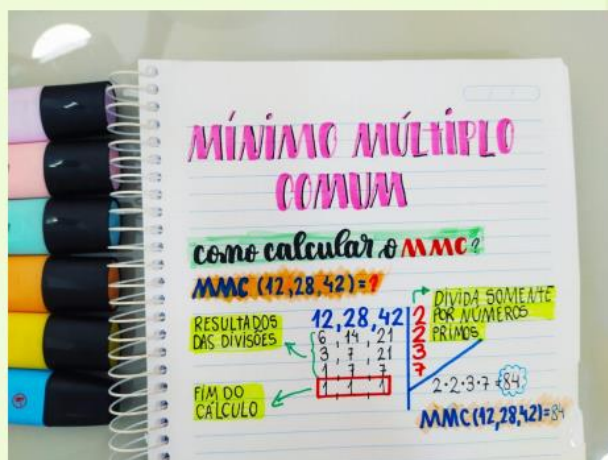 MÍNIMO MÚLTIPLO
COMUM
como calcular o MMC?
MMC (12,28,42)=?
RESULTADOS
DAS DIVISÕES
12,28,42 2
6, 14, 21 2
3, 7, 21 3
1, 7, 7 7
1, 1, 1
DIVIDA SOMENTE
POR NÚMEROS
PRIMOS
FIM DO
CÁLCULO
2·2·3·7=84
MMC(12,28,42)=84